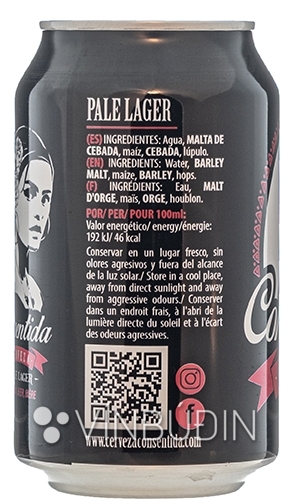 PALE LAGER
(ES) INGREDIENTES: Agua, MALTA DE
CEBADA, maíz, CEBADA, lúpulo.
(EN) INGREDIENTS: Water, BARLEY
MALT, maize, BARLEY, hops.
(F) INGRÉDIENTS: Eau, MALT
D'ORGE, maïs, ORGE, houblon.
POR/ PER/ POUR 100ml:
Valor energético/ energy/énergie:
192 kJ/ 46 kcal
Conservar en un lugar fresco, sin
olores agresivos y fuera del alcance
de la luz solar./ Store in a cool place,
away from direct sunlight and away
from aggressive odours./ Conserver
dans un endroit frais, à l'abri de la
lumière directe du soleil et à l'écart
des odeurs agressives.
sentida
LAGER
Con
VINBUDIN
www.cervezaconsentida.com